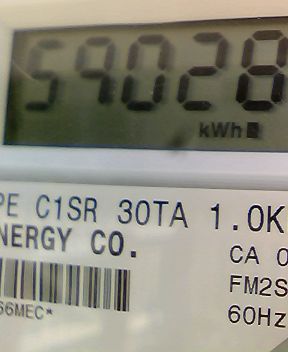 59028
kWh
PE C1SR 30TA 1.0K
NERGY CO.
CA 0
FM2S
60Hz
66MEC*